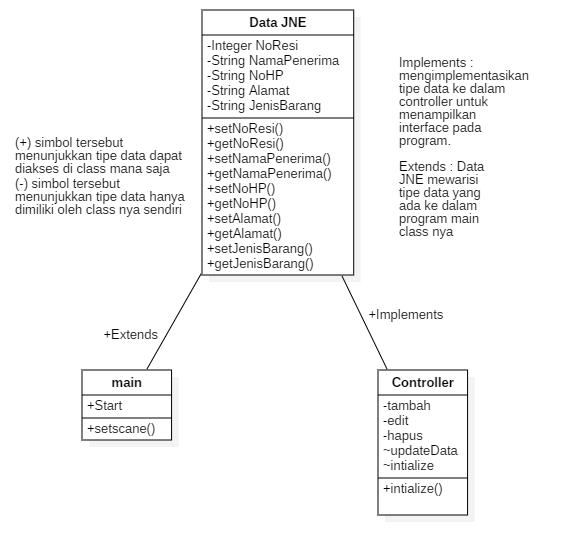 Data JNE
-Integer NoResi
-String NamaPenerima
-String NoHP
-String Alamat
-String JenisBarang
+setNoResi()
+getNoResi()
+setNamaPenerima()
+getNamaPenerima()
+setNoHP()
+getNoHP()
+setAlamat()
+getAlamat()
+setJenisBarang()
+getJenisBarang()
(+) simbol tersebut
menunjukkan tipe data dapat
diakses di class mana saja
(-) simbol tersebut
menunjukkan tipe data hanya
dimiliki oleh class nya sendiri
Implements :
mengimplementasikan
tipe data ke dalam
controller untuk
menampilkan
interface pada
program.
Extends : Data
JNE mewarisi
tipe data yang
ada ke dalam
program main
class nya
+Extends
+Implements
main
+Start
+setscane()
Controller
-tambah
-edit
-hapus
~updateData
~intialize
+intialize()